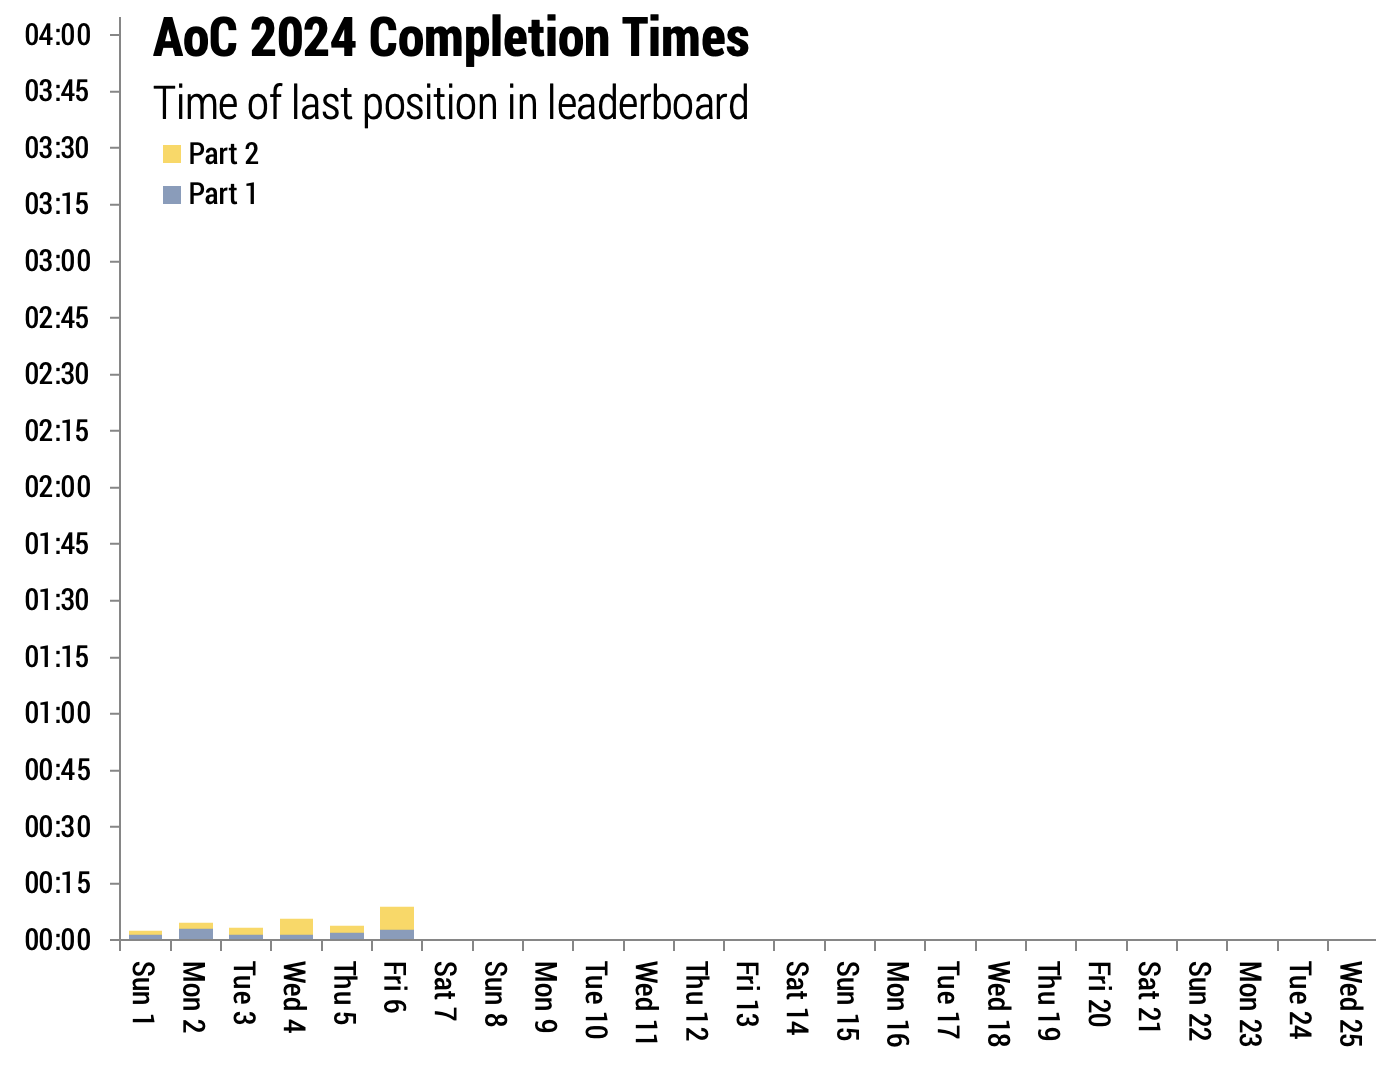 AoC 2024 Completion Times
Time of last position in leaderboard
Part 2
Part 1
04:00
03:45
03:30
03:15
03:00
02:45
02:30
02:15
02:00
01:45
01:30
01:15
01:00
00:45
00:30
00:15
00:00
Sun 1
Mon 2
Tue 3
Wed 4
Thu 5
Fri 6
Sat 7
Sun 8
Mon 9
Tue 10
Wed 11
Thu 12
Fri 13
Sat 14
Sun 15
Mon 16
Tue 17
Wed 18
Thu 19
Fri 20
Sat 21
Sun 22
Mon 23
Tue 24
Wed 25